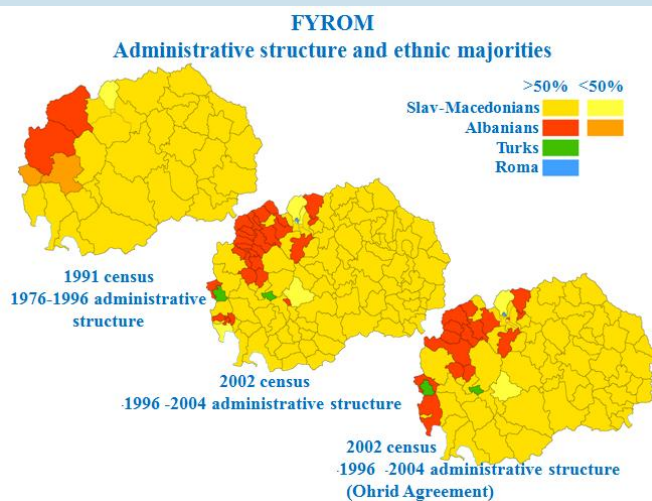 FYROM
Administrative structure and ethnic majorities
>50% <50%
Slav-Macedonians
Albanians
Turks
Roma
1991 census
1976-1996 administrative
structure
2002 census
-1996 -2004 administrative structure
2002 census
-1996 -2004 administrative structure
(Ohrid Agreement)